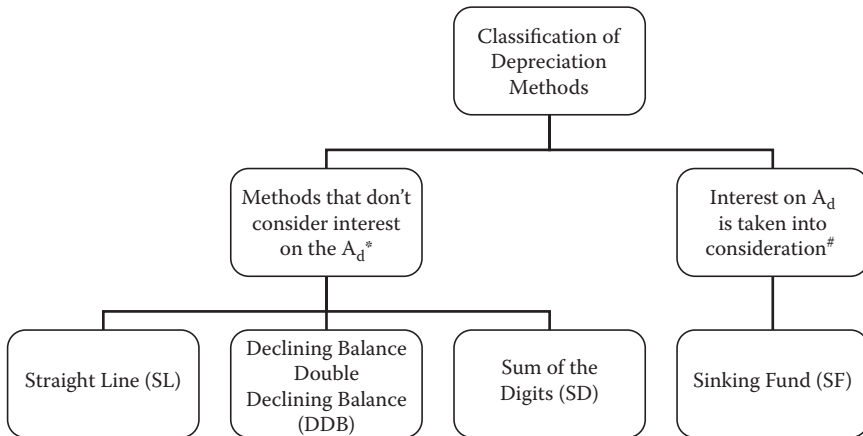 Classification of
Depreciation
Methods
Methods that don't
consider interest
on the A_d*
Interest on A_d
is taken into
consideration#
Straight Line (SL)
Declining Balance
Double
Declining Balance
(DDB)
Sum of the
Digits (SD)
Sinking Fund (SF)